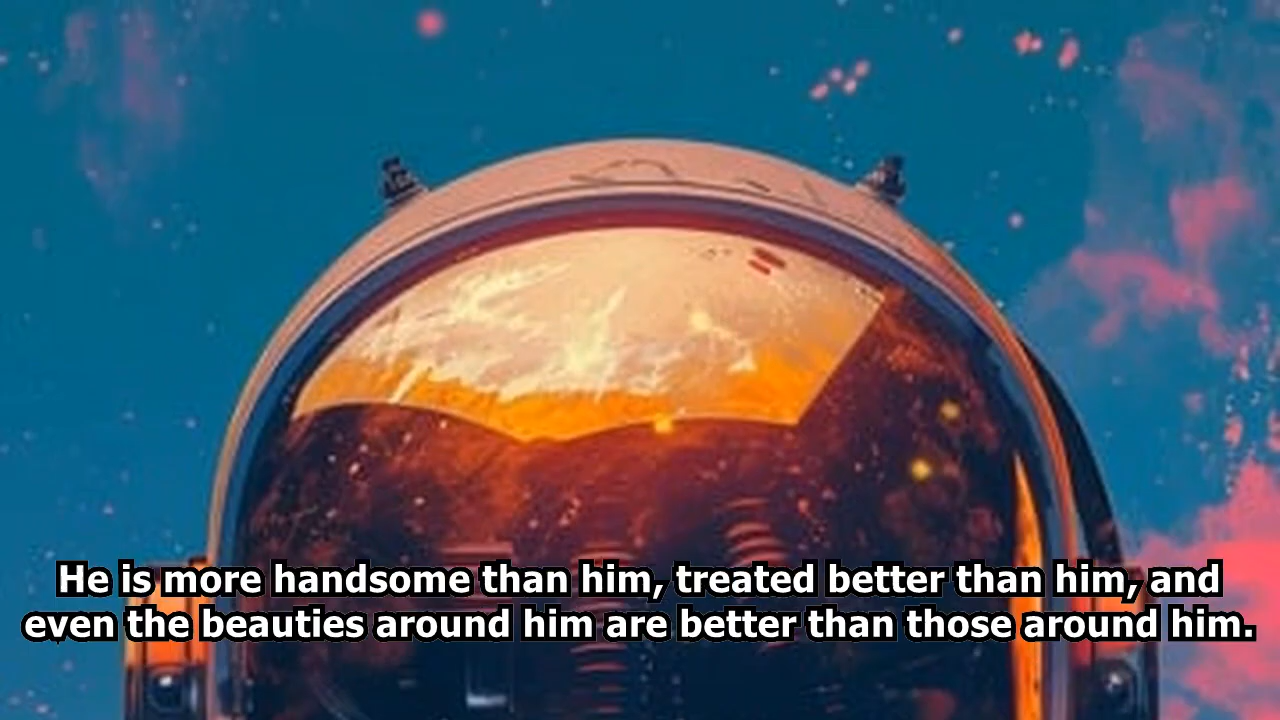 He is more handsome than him, treated better than him, and
even the beauties around him are better than those around him.